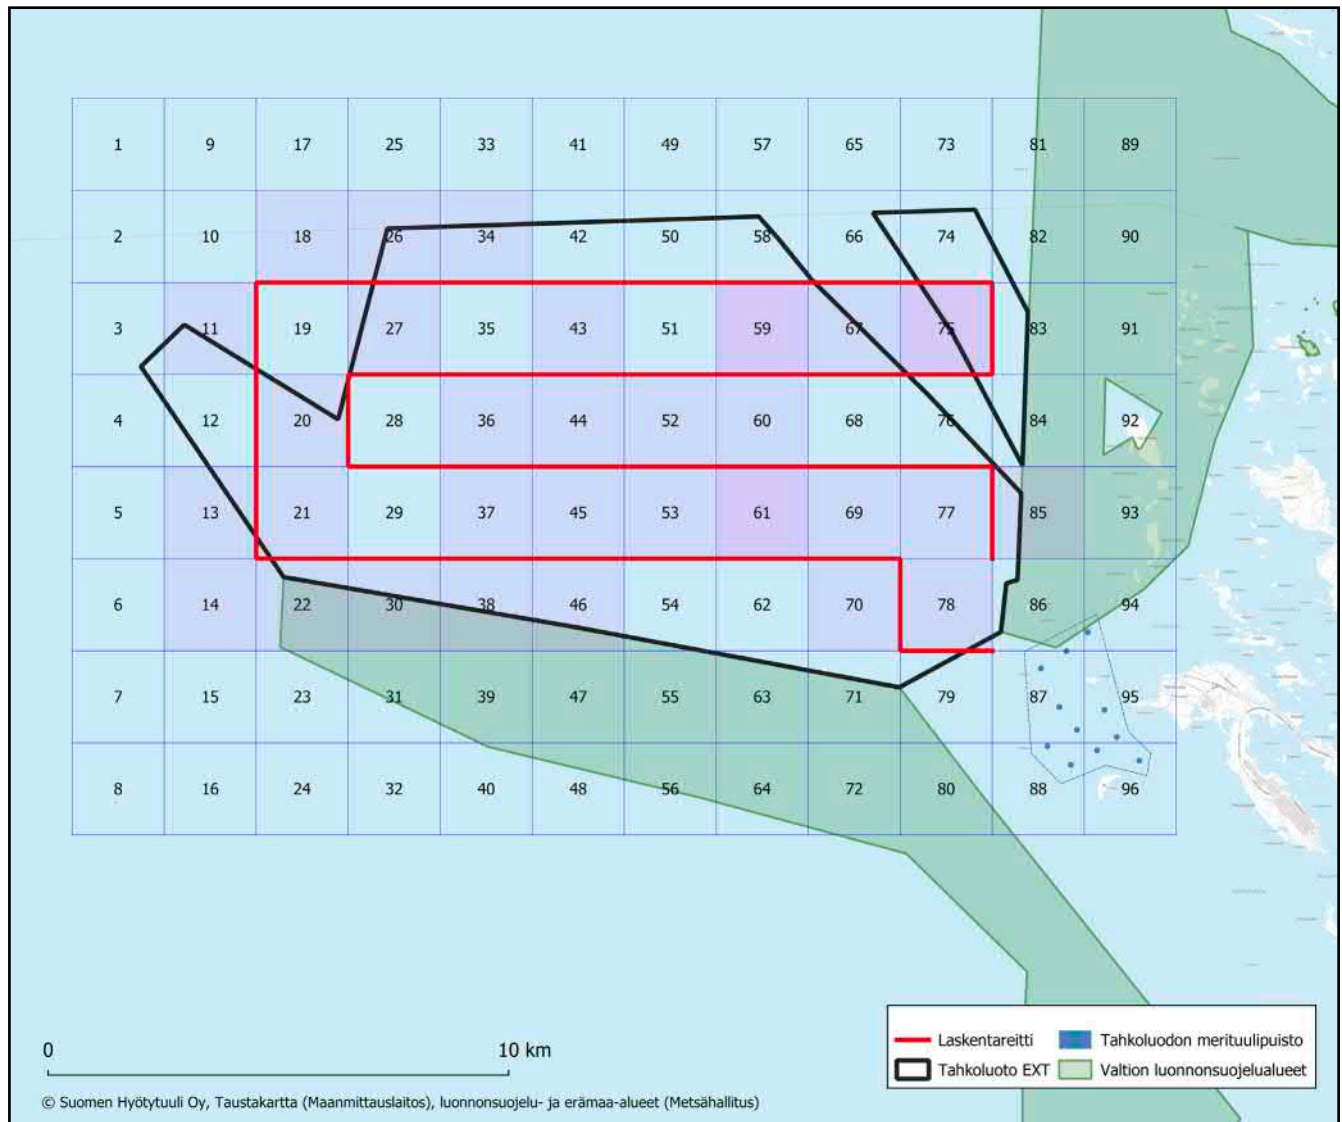 1 9 17 25 33 41 49 57 65 73 81 89
2 10 18 26 34 42 50 58 66 74 82 90
3 11 19 27 35 43 51 59 67 75 83 91
4 12 20 28 36 44 52 60 68 76 84 92
5 13 21 29 37 45 53 61 69 77 85 93
6 14 22 30 38 46 54 62 70 78 86 94
7 15 23 31 39 47 55 63 71 79 87 95
8 16 24 32 40 48 56 64 72 80 88 96
0 10 km
Laskentareitti Tahkoluodon merituulipuisto
Tahkoluoto EXT Valtion luonnonsuojelualueet
© Suomen Hyötytuuli Oy, Taustakartta (Maanmittauslaitos), luonnonsuojelu- ja erämaa-alueet (Metsähallitus)